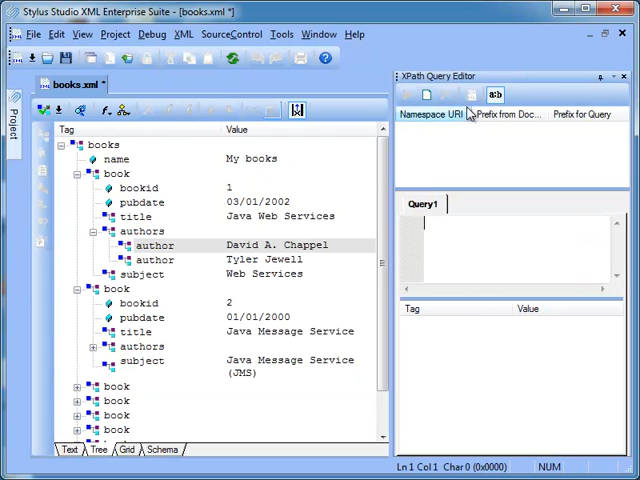 Stylus Studio XML Enterprise Suite - [books.xml *]
File Edit View Project Debug XML SourceControl Tools Window Help
books.xml *
XPath Query Editor
a:b
Project
Namespace URI Prefix from Doc... Prefix for Query
Tag Value
books
name My books
book
bookid 1
pubdate 03/01/2002
title Java Web Services
authors
author David A. Chappel
author Tyler Jewell
subject Web Services
book
bookid 2
pubdate 01/01/2000
title Java Message Service
authors
subject Java Message Service
(JMS)
book
book
book
book
Query1
Tag Value
Text Tree Grid Schema
Ln 1 Col 1 Char 0 (0x0000) NUM